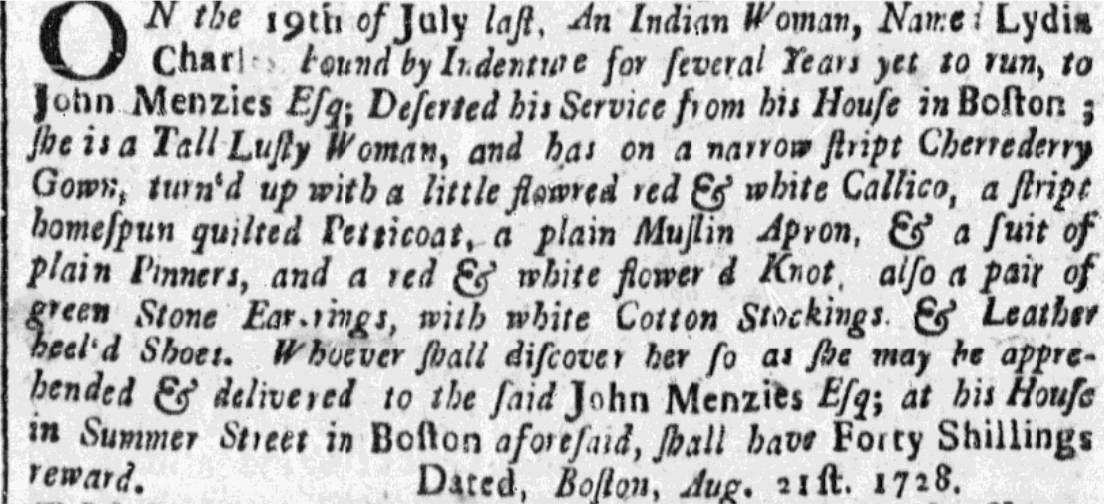 ON the 19th of July laſt, An Indian Woman, Named Lydia
Charles bound by Indenture for ſeveral Years yet to run, to
John Menzies Eſq; Deſerted his Service from his Houſe in Boſton ;
ſhe is a Tall Luſty Woman, and has on a narrow ſtript Cherrederry
Gown, turn'd up with a little flowred red & white Callico, a ſtript
homeſpun quilted Petticoat, a plain Muſlin Apron, & a ſuit of
plain Pinners, and a red & white flower'd Knot, alſo a pair of
green Stone Ear-rings, with white Cotton Stockings. & Leather
heel'd Shoes. Whoever ſhall diſcover her ſo as ſhe may be appre-
hended & delivered to the ſaid John Menzies Eſq; at his Houſe
in Summer Street in Boſton aforeſaid, ſhall have Forty Shillings
reward. Dated, Boſton, Aug. 21ſt. 1728.